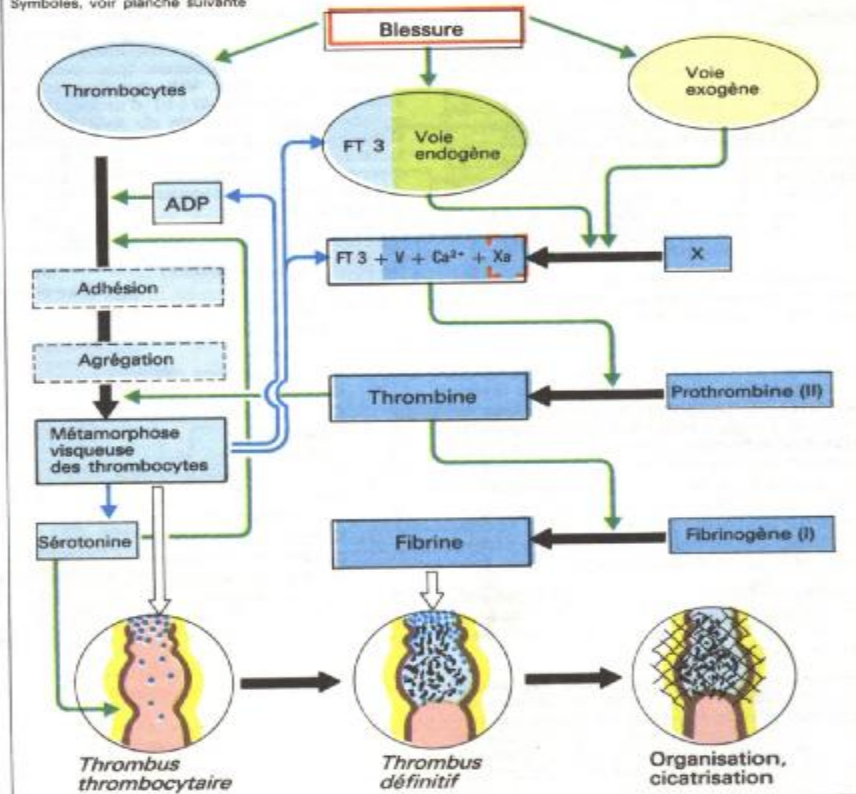 Symboles, voir planche suivante
Blessure
Thrombocytes
Voie
exogène
FT 3
Voie
endogène
ADP
FT 3 + V + Ca²⁺ + Xa
X
Adhésion
Agrégation
Thrombine
Prothrombine (II)
Métamorphose
visqueuse
des thrombocytes
Sérotonine
Fibrine
Fibrinogène (I)
Thrombus
thrombocytaire
Thrombus
définitif
Organisation,
cicatrisation